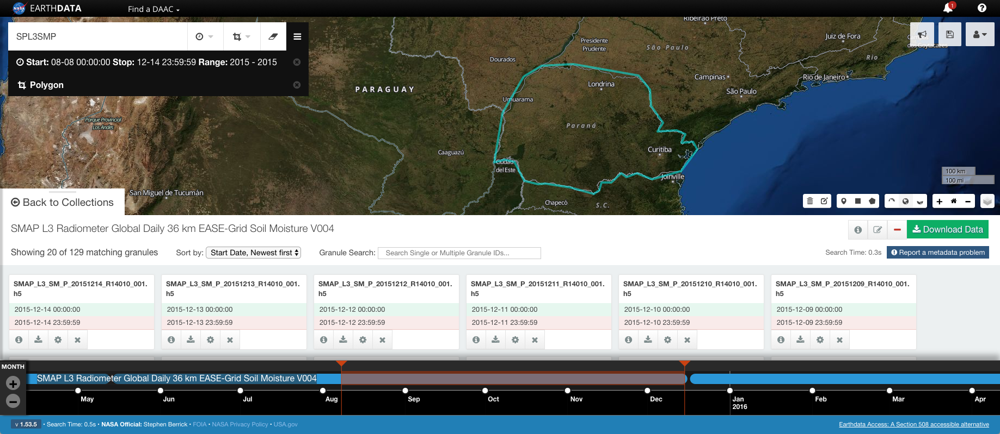 NASA EARTHDATA
Find a DAAC
1
SPL3SMP
Start: 08-08 00:00:00 Stop: 12-14 23:59:59 Range: 2015 - 2015
Polygon
Ribeirão Preto
Presidente
Prudente
São Paulo
Juiz de Fora
Campos
dos Goytacazes
Dourados
Rio
PARAGUAY
Londrina
Campinas
Rio de Janeiro
São Paulo
Umuarama
Parque Provincial
Los Andes
Paraná
Caaguazú
Curitiba
Ciudad
del Este
Joinville
100 km
100 mi
San Miguel de Tucumán
Chapecó
S.C.
Back to Collections
SMAP L3 Radiometer Global Daily 36 km EASE-Grid Soil Moisture V004
Download Data
Showing 20 of 129 matching granules
Sort by: Start Date, Newest first
Granule Search: Search Single or Multiple Granule IDs...
Search Time: 0.3s
Report a metadata problem
SMAP_L3_SM_P_20151214_R14010_001.
h5
2015-12-14 00:00:00
2015-12-14 23:59:59
SMAP_L3_SM_P_20151213_R14010_001.
h5
2015-12-13 00:00:00
2015-12-13 23:59:59
SMAP_L3_SM_P_20151212_R14010_001.
h5
2015-12-12 00:00:00
2015-12-12 23:59:59
SMAP_L3_SM_P_20151211_R14010_001.
h5
2015-12-11 00:00:00
2015-12-11 23:59:59
SMAP_L3_SM_P_20151210_R14010_001.
h5
2015-12-10 00:00:00
2015-12-10 23:59:59
SMAP_L3_SM_P_20151209_R14010_001.
h5
2015-12-09 00:00:00
2015-12-09 23:59:59
MONTH
SMAP L3 Radiometer Global Daily 36 km EASE-Grid Soil Moisture V004
May Jun Jul Aug Sep Oct Nov Dec Jan Feb Mar Apr
2016
v 1.53.5 • Search Time: 0.5s • NASA Official: Stephen Berrick • FOIA • NASA Privacy Policy • USA.gov
Earthdata Access: A Section 508 accessible alternative